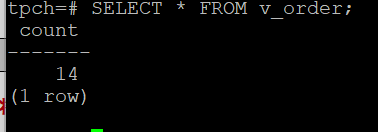 tpch=# SELECT * FROM v_order;
 count
-------
    14
(1 row)